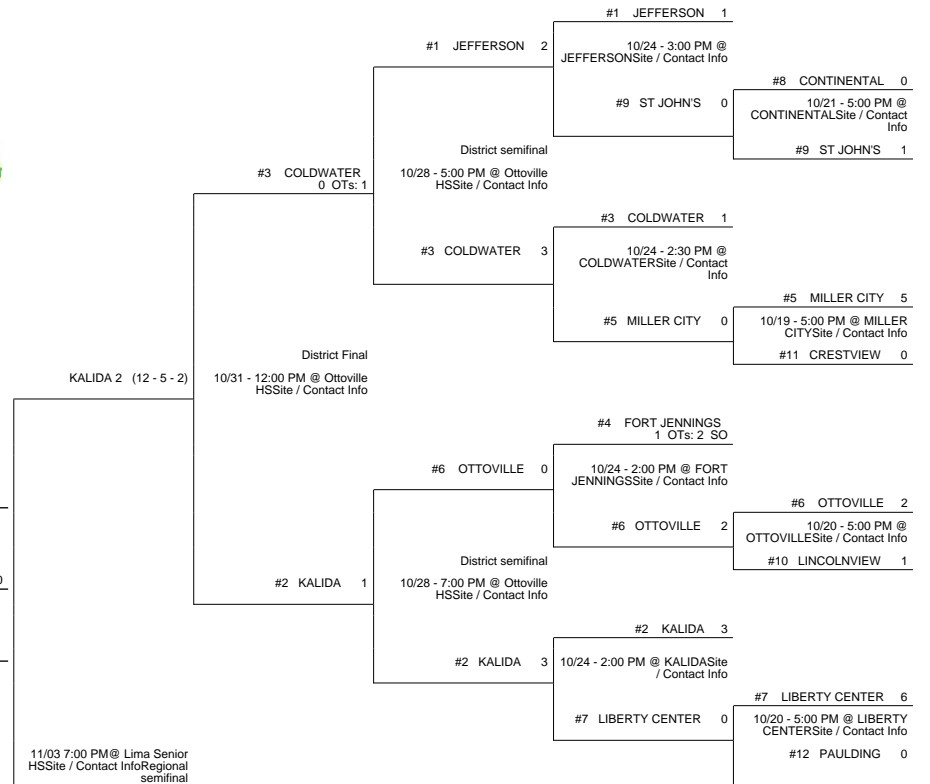 #1 JEFFERSON 1
#1 JEFFERSON 2
10/24 - 3:00 PM @
JEFFERSONSite / Contact Info
#8 CONTINENTAL 0
#9 ST JOHN'S 0
10/21 - 5:00 PM @
CONTINENTALSite / Contact
Info
#9 ST JOHN'S 1
District semifinal
#3 COLDWATER
0 OTs: 1
10/28 - 5:00 PM @ Ottoville
HSSite / Contact Info
#3 COLDWATER 1
#3 COLDWATER 3
10/24 - 2:30 PM @
COLDWATERSite / Contact
Info
#5 MILLER CITY 5
#5 MILLER CITY 0
10/19 - 5:00 PM @ MILLER
CITYSite / Contact Info
#11 CRESTVIEW 0
District Final
KALIDA 2 (12 - 5 - 2)
10/31 - 12:00 PM @ Ottoville
HSSite / Contact Info
#4 FORT JENNINGS
1 OTs: 2 SO
#6 OTTOVILLE 0
10/24 - 2:00 PM @ FORT
JENNINGSSite / Contact Info
#6 OTTOVILLE 2
#6 OTTOVILLE 2
10/20 - 5:00 PM @
OTTOVILLESite / Contact Info
#10 LINCOLNVIEW 1
District semifinal
#2 KALIDA 1
10/28 - 7:00 PM @ Ottoville
HSSite / Contact Info
#2 KALIDA 3
#2 KALIDA 3
10/24 - 2:00 PM @ KALIDASite
/ Contact Info
#7 LIBERTY CENTER 6
#7 LIBERTY CENTER 0
10/20 - 5:00 PM @ LIBERTY
CENTERSite / Contact Info
#12 PAULDING 0
11/03 7:00 PM@ Lima Senior
HSSite / Contact InfoRegional
semifinal